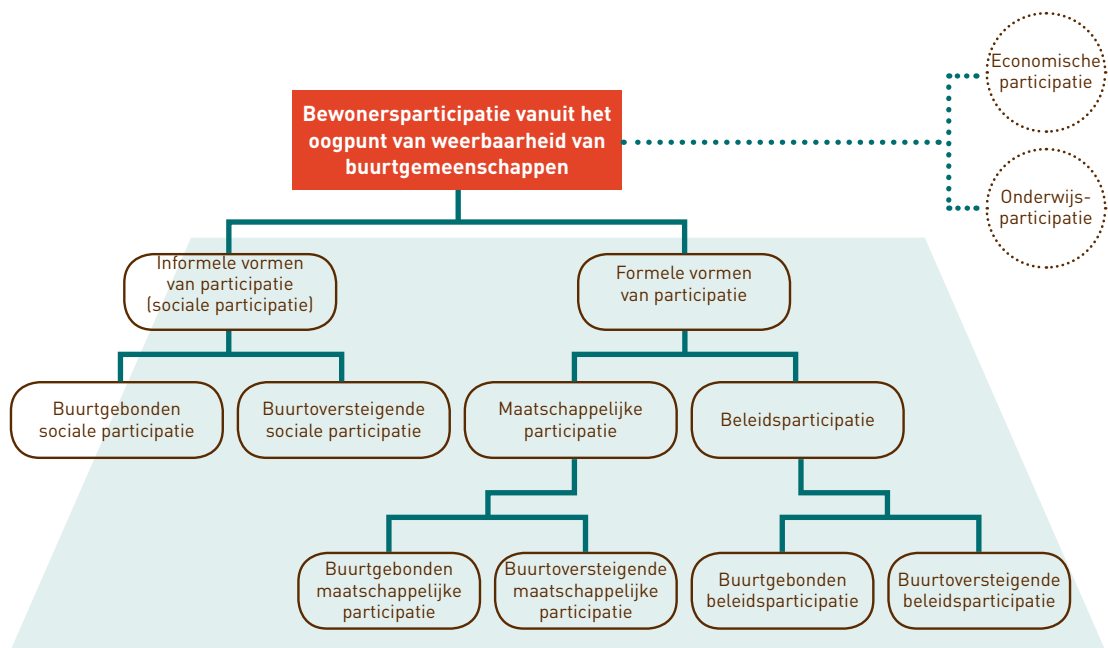 Economische
participatie
Bewonersparticipatie vanuit het
oogpunt van weerbaarheid van
buurtgemeenschappen
Onderwijs-
participatie
Informele vormen
van participatie
(sociale participatie)
Formele vormen
van participatie
Buurtgebonden
sociale participatie
Buurtoversteigende
sociale participatie
Maatschappelijke
participatie
Beleidsparticipatie
Buurtgebonden
maatschappelijke
participatie
Buurtoversteigende
maatschappelijke
participatie
Buurtgebonden
beleidsparticipatie
Buurtoversteigende
beleidsparticipatie